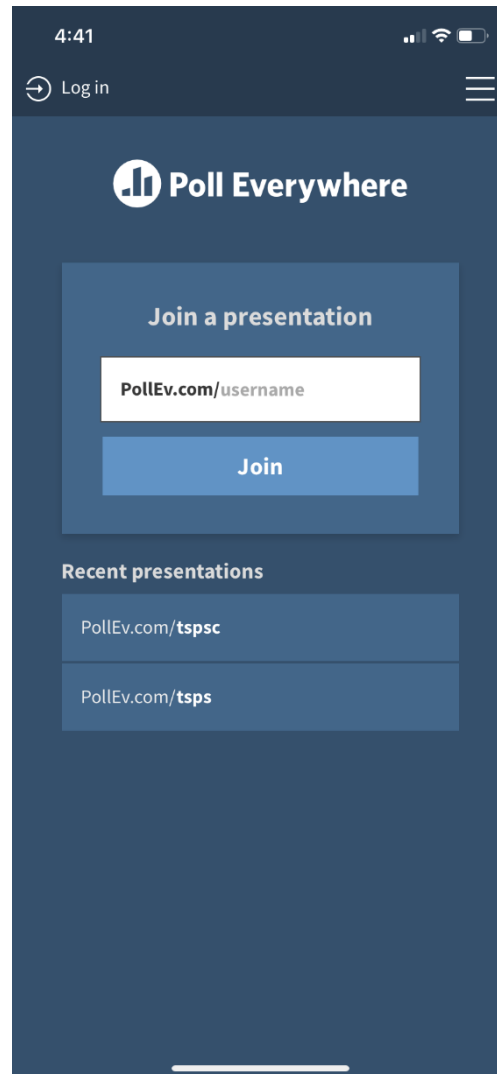 4:41
Log in
Poll Everywhere
Join a presentation
PollEv.com/username
Join
Recent presentations
PollEv.com/tspsc
PollEv.com/tsps